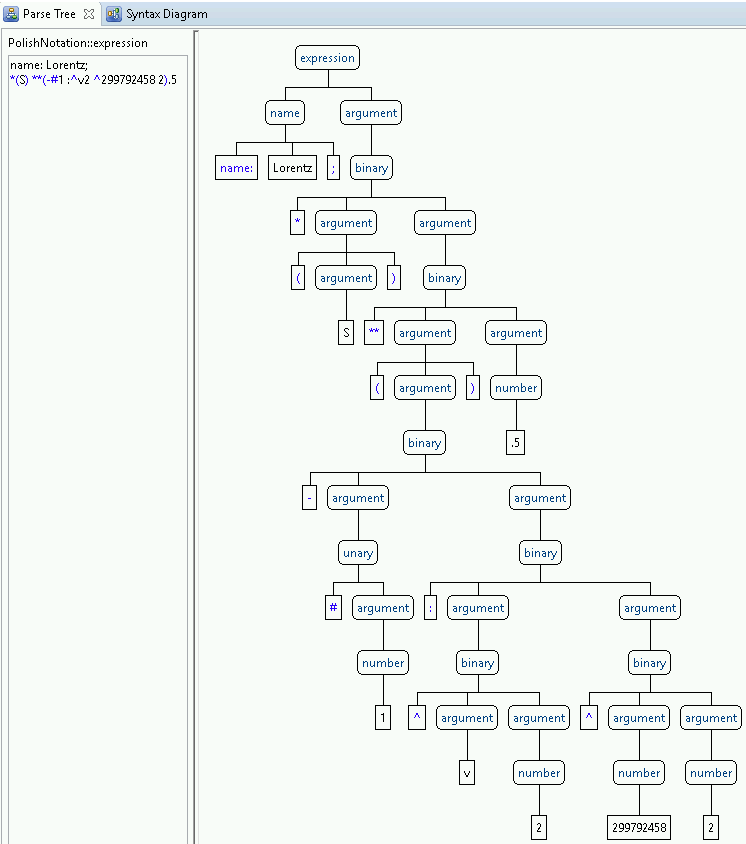 Parse Tree Syntax Diagram
PolishNotation::expression
name: Lorentz;
*(S) **(-#1 :^v2 ^299792458 2).5
expression
name argument
name: Lorentz ; binary
* argument argument
( argument ) binary
S ** argument argument
( argument ) number
binary .5
- argument argument
unary binary
# argument : argument argument
number binary binary
1 ^ argument argument ^ argument argument
v number number number
2 299792458 2